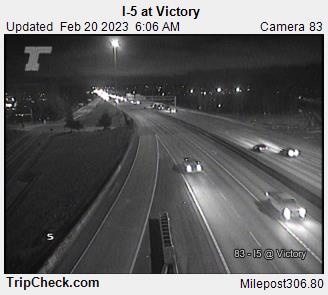 I-5 at Victory
Updated Feb 20 2023 6:06 AM Camera 83
T
S
83 - I5 @ Victory
TripCheck.com Milepost306.80